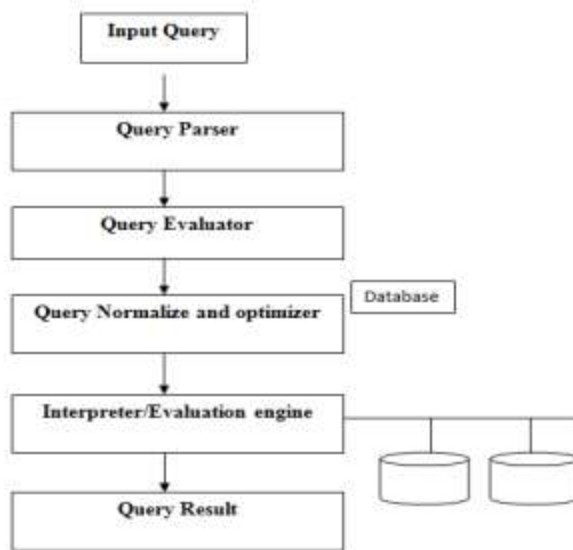 Input Query
Query Parser
Query Evaluator
Query Normalize and optimizer
Database
Interpreter/Evaluation engine
Query Result